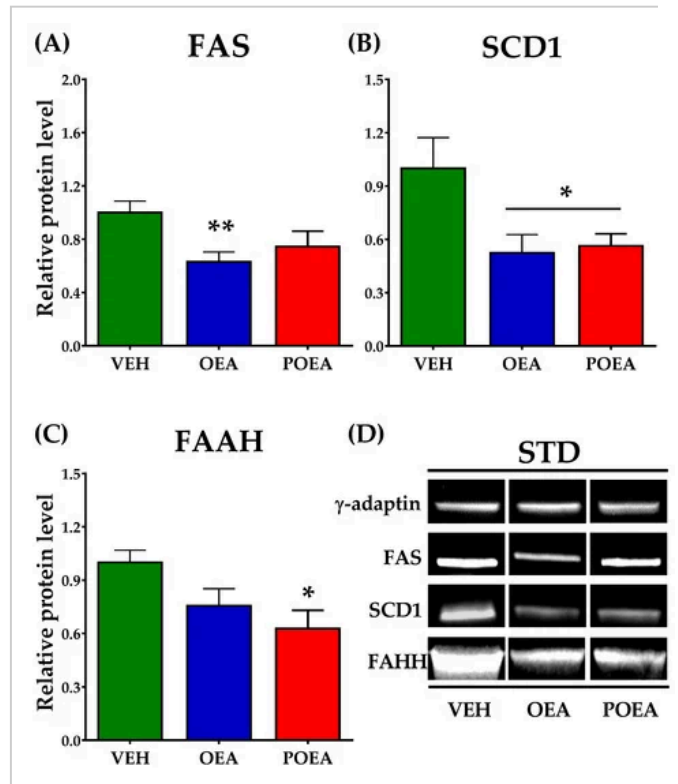 (A) FAS
Relative protein level
2.0
1.6
1.2
0.8
0.4
0.0
**
VEH OEA POEA
(B) SCD1
1.5
1.2
0.9
0.6
0.3
0.0
*
VEH OEA POEA
(C) FAAH
Relative protein level
1.5
1.2
0.9
0.6
0.3
0.0
*
VEH OEA POEA
(D) STD
γ-adaptin
FAS
SCD1
FAHH
VEH OEA POEA